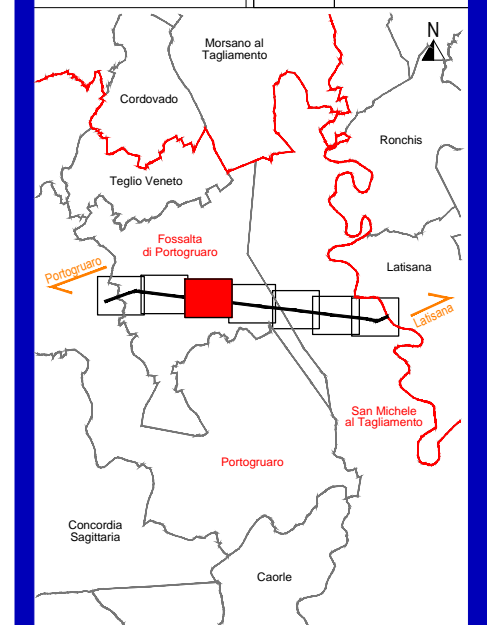 N
Morsano al
Tagliamento
Cordovado
Ronchis
Teglio Veneto
Fossalta
di Portogruaro
Portogruaro
Latisana
Latisana
San Michele
al Tagliamento
Portogruaro
Concordia
Sagittaria
Caorle